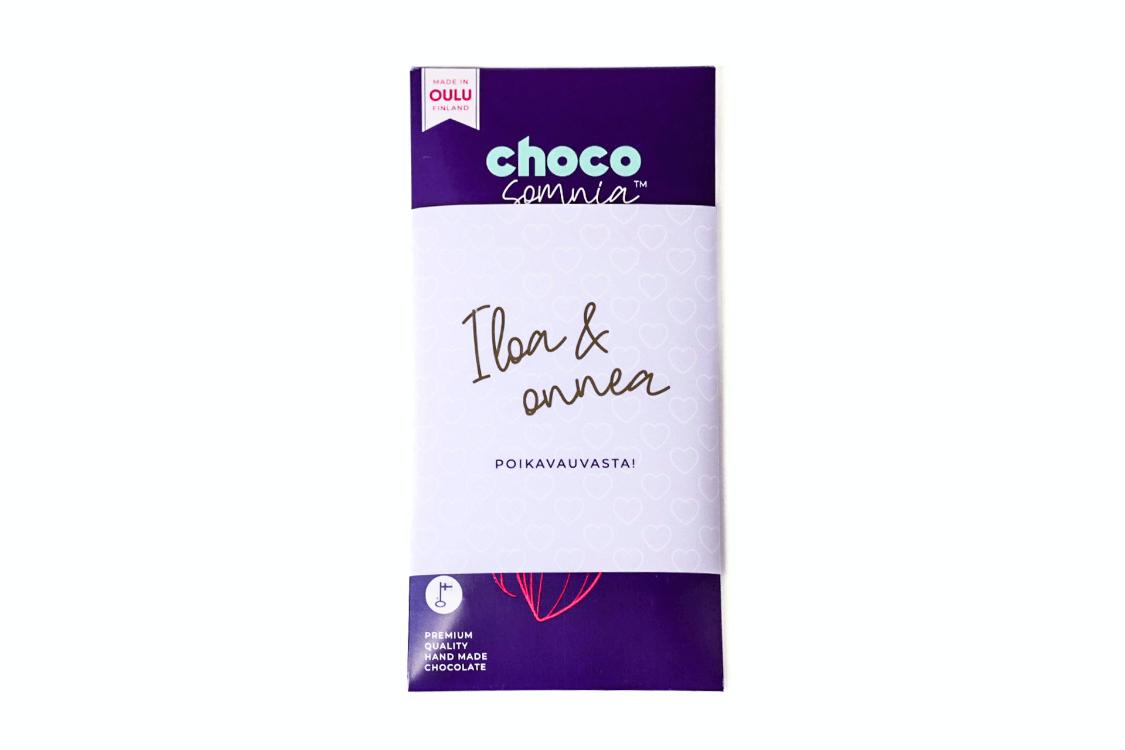 MADE IN
OULU
FINLAND
choco
somnia™
Iloa &
onnea
POIKAVAUVASTA!
PREMIUM
QUALITY
HAND MADE
CHOCOLATE